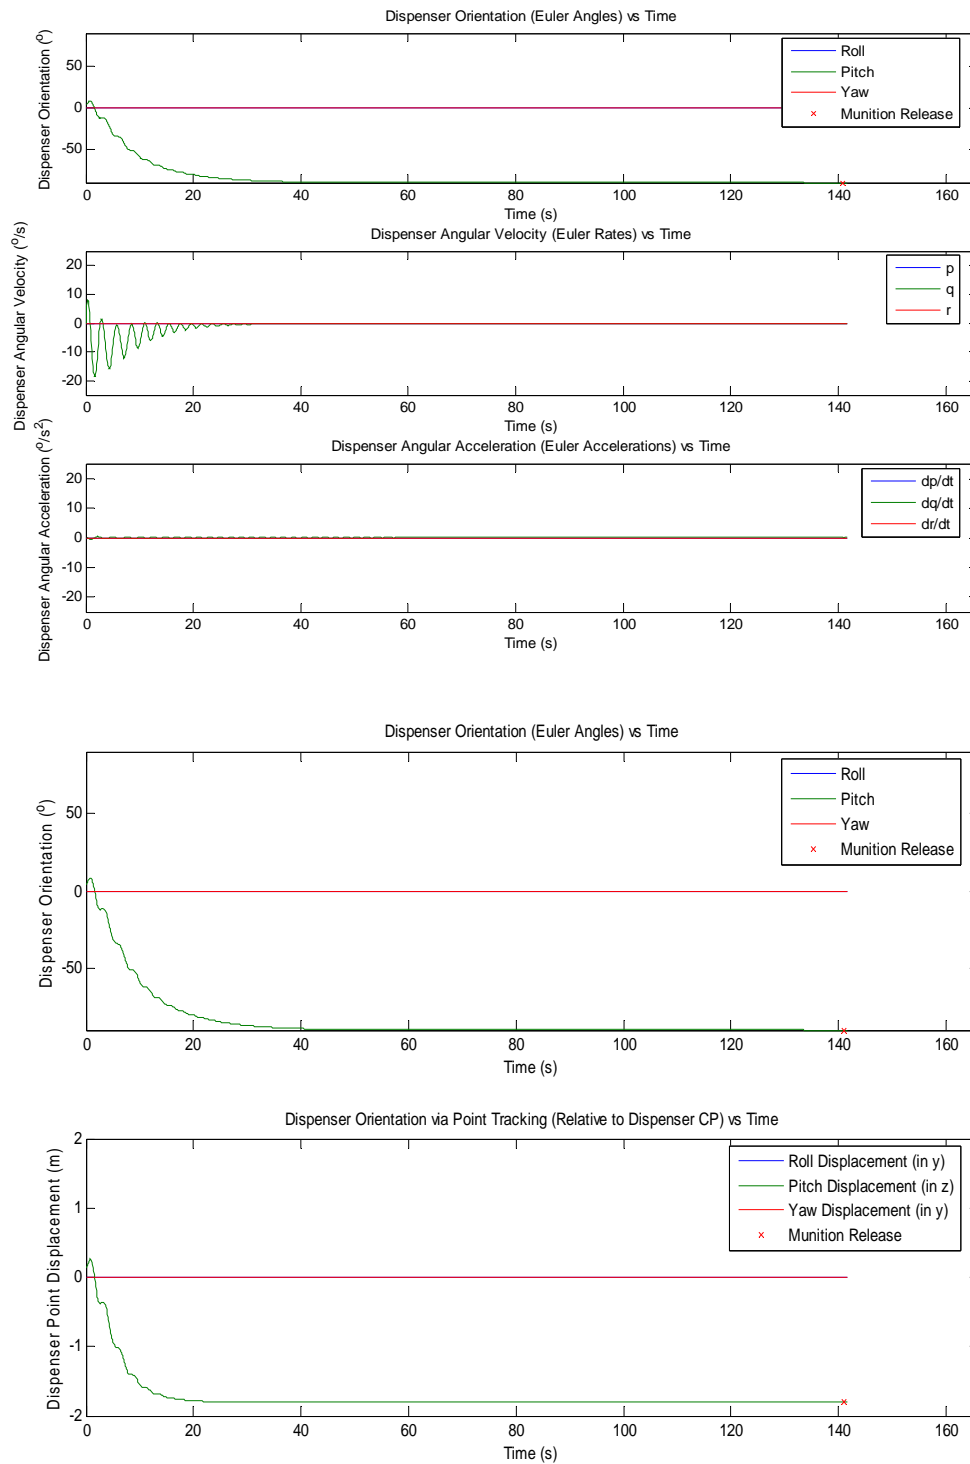 Dispenser Orientation (Euler Angles) vs Time
Dispenser Orientation (°)
50
0
-50
0 20 40 60 80 100 120 140 160
Time (s)
Roll
Pitch
Yaw
Munition Release
Dispenser Angular Velocity (Euler Rates) vs Time
Dispenser Angular Velocity (°/s)
20
10
0
-10
-20
0 20 40 60 80 100 120 140 160
Time (s)
p
q
r
Dispenser Angular Acceleration (Euler Accelerations) vs Time
Dispenser Angular Acceleration (°/s²)
20
10
0
-10
-20
0 20 40 60 80 100 120 140 160
Time (s)
dp/dt
dq/dt
dr/dt
Dispenser Orientation (Euler Angles) vs Time
Dispenser Orientation (°)
50
0
-50
0 20 40 60 80 100 120 140 160
Time (s)
Roll
Pitch
Yaw
Munition Release
Dispenser Orientation via Point Tracking (Relative to Dispenser CP) vs Time
Dispenser Point Displacement (m)
2
1
0
-1
-2
0 20 40 60 80 100 120 140 160
Time (s)
Roll Displacement (in y)
Pitch Displacement (in z)
Yaw Displacement (in y)
Munition Release